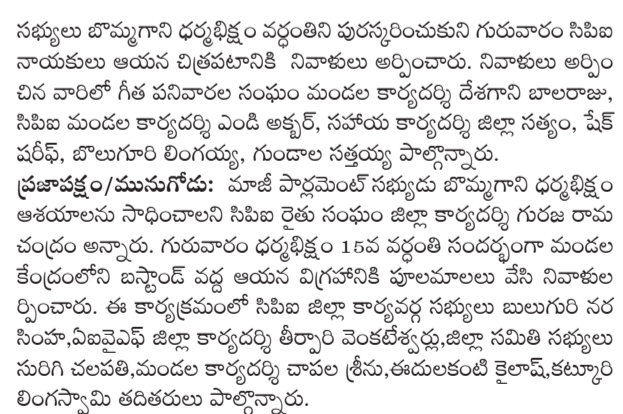 సభ్యులు బొమ్మగాని ధర్మభిక్షం వర్ధంతిని పురస్కరించుకుని గురువారం సిపిఐ
నాయకులు ఆయన చిత్రపటానికి నివాళులు అర్పించారు. నివాళులు అర్పిం
చిన వారిలో గీత పనివారల సంఘం మండల కార్యదర్శి దేశగాని బాలరాజు,
సిపిఐ మండల కార్యదర్శి ఎండి అక్బర్, సహాయ కార్యదర్శి జిల్లా సత్యం, షేక్
షరీఫ్, బొలుగూరి లింగయ్య, గుండాల సత్తయ్య పాల్గొన్నారు.
ప్రజాపక్షం/మునుగోడు: మాజీ పార్లమెంట్ సభ్యుడు బొమ్మగాని ధర్మభిక్షం
ఆశయాలను సాధించాలని సిపిఐ రైతు సంఘం జిల్లా కార్యదర్శి గురజ రామ
చంద్రం అన్నారు. గురువారం ధర్మభిక్షం 15వ వర్ధంతి సందర్భంగా మండల
కేంద్రంలోని బస్టాండ్ వద్ద ఆయన విగ్రహానికి పూలమాలలు వేసి నివాళుల
ర్పించారు. ఈ కార్యక్రమంలో సిపిఐ జిల్లా కార్యవర్గ సభ్యులు బులుగురి నర
సింహ,ఏఐవైఎఫ్ జిల్లా కార్యదర్శి తీర్పారి వెంకటేశ్వర్లు,జిల్లా సమితి సభ్యులు
సురిగి చలపతి,మండల కార్యదర్శి చాపల శ్రీను,ఈదులకంటి కైలాష్,కట్కూరి
లింగస్వామి తదితరులు పాల్గొన్నారు.